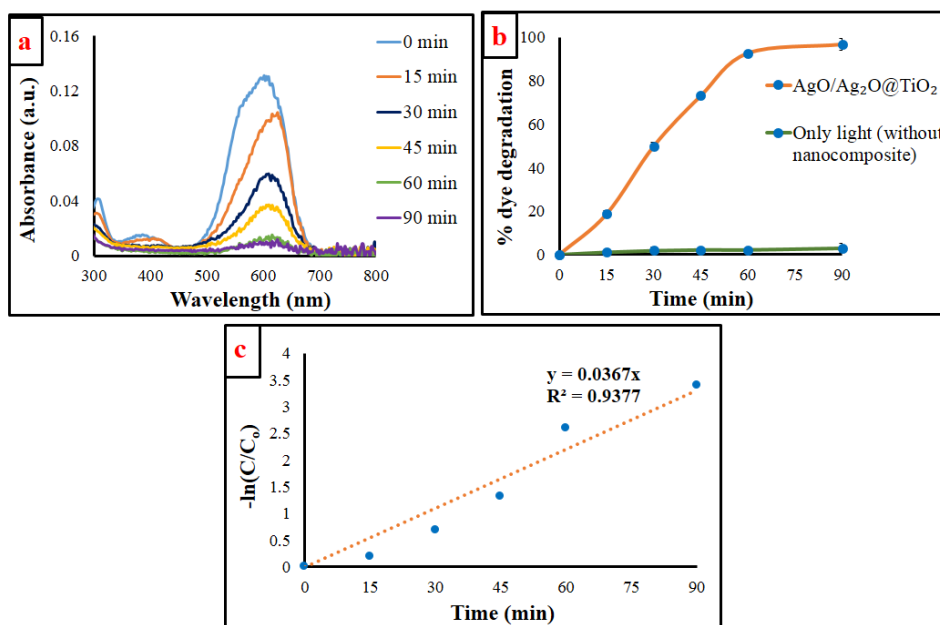 a
Absorbance (a.u.)
0.16
0.12
0.08
0.04
0
300 400 500 600 700 800
Wavelength (nm)
0 min
15 min
30 min
45 min
60 min
90 min
b
% dye degradation
100
80
60
40
20
0
0 15 30 45 60 75 90
Time (min)
AgO/Ag₂O@TiO₂
Only light (without
nanocomposite)
c
-ln(C/Cₒ)
4
3.5
3
2.5
2
1.5
1
0.5
0
0 15 30 45 60 90
Time (min)
y = 0.0367x
R² = 0.9377